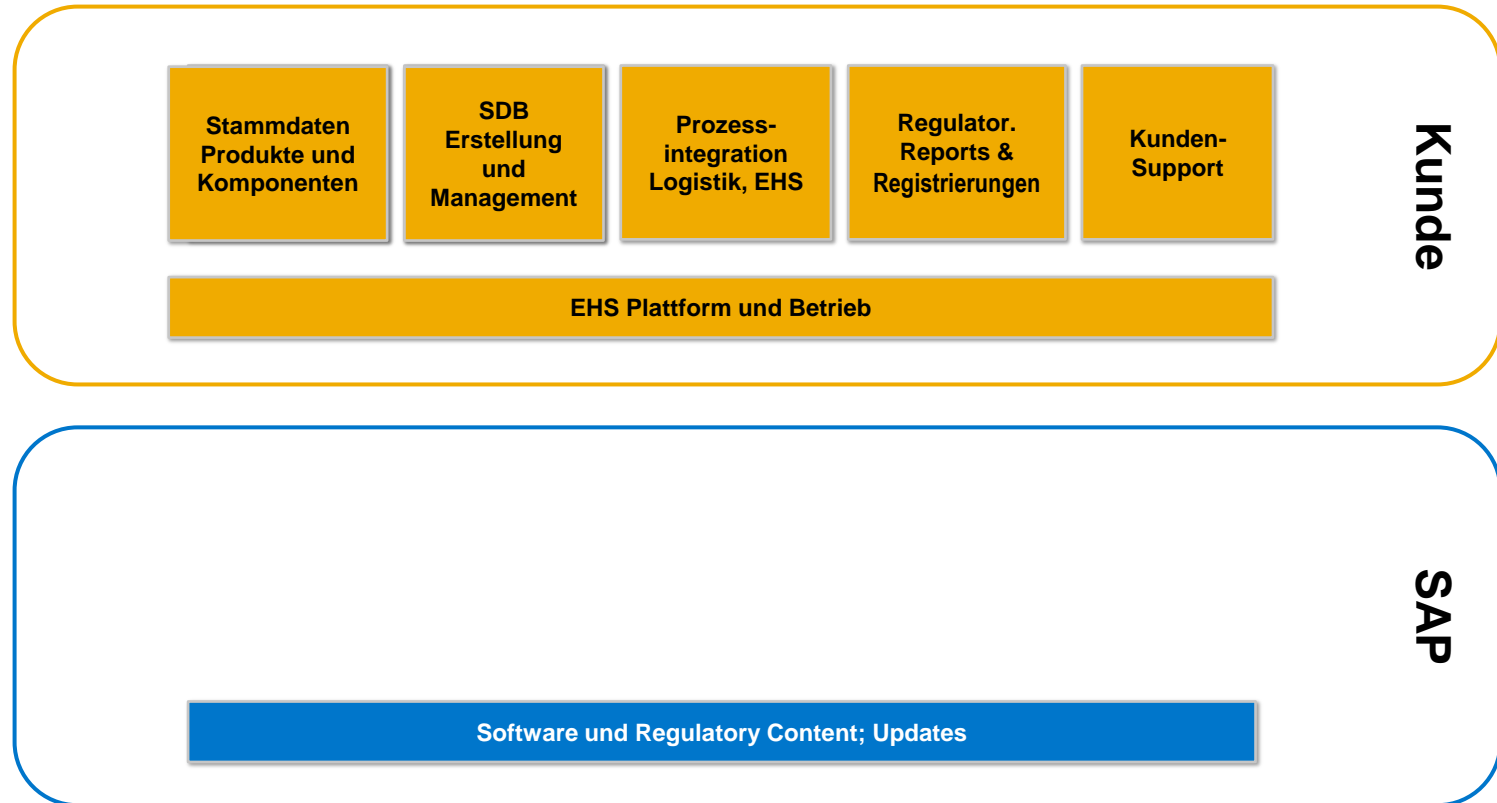 Stammdaten
Produkte und
Komponenten
SDB
Erstellung
und
Management
Prozess-
integration
Logistik, EHS
Regulator.
Reports &
Registrierungen
Kunden-
Support
Kunde
EHS Plattform und Betrieb
SAP
Software und Regulatory Content; Updates